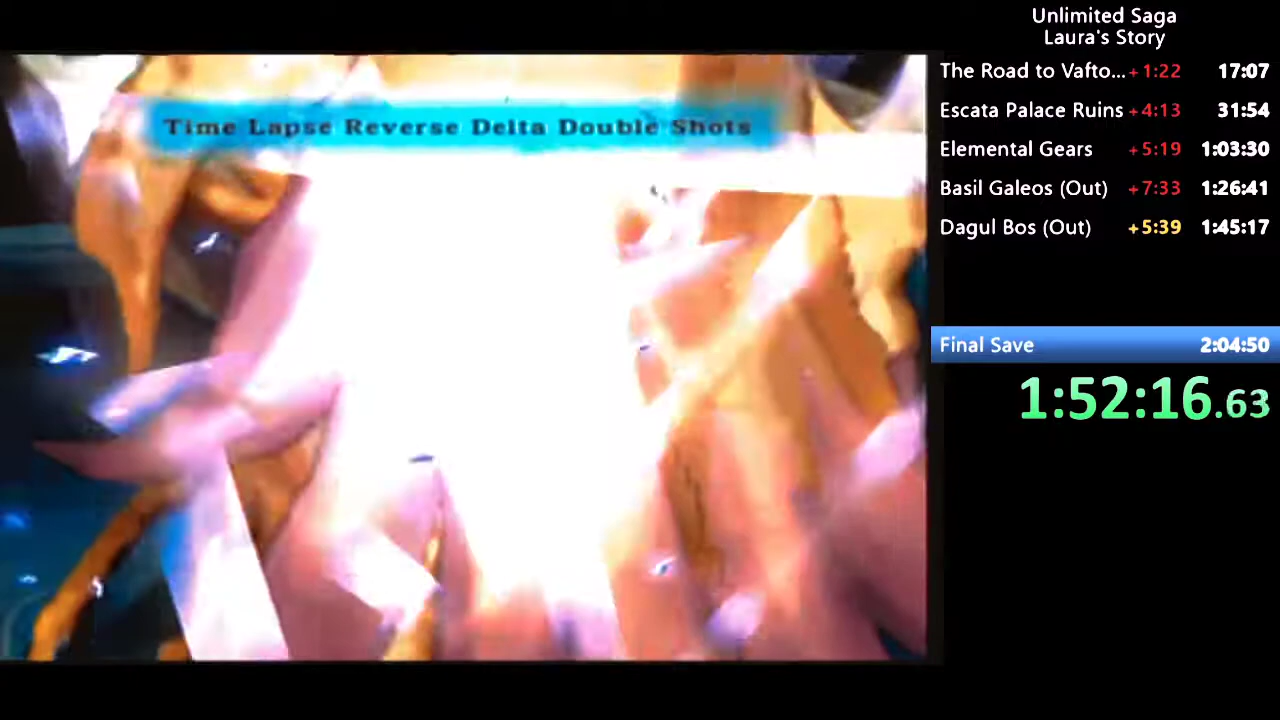 Time Lapse Reverse Delta Double Shots
Unlimited Saga
Laura's Story
The Road to Vafto... +1:22 17:07
Escata Palace Ruins +4:13 31:54
Elemental Gears +5:19 1:03:30
Basil Galeos (Out) +7:33 1:26:41
Dagul Bos (Out) +5:39 1:45:17
Final Save 2:04:50
1:52:16.63